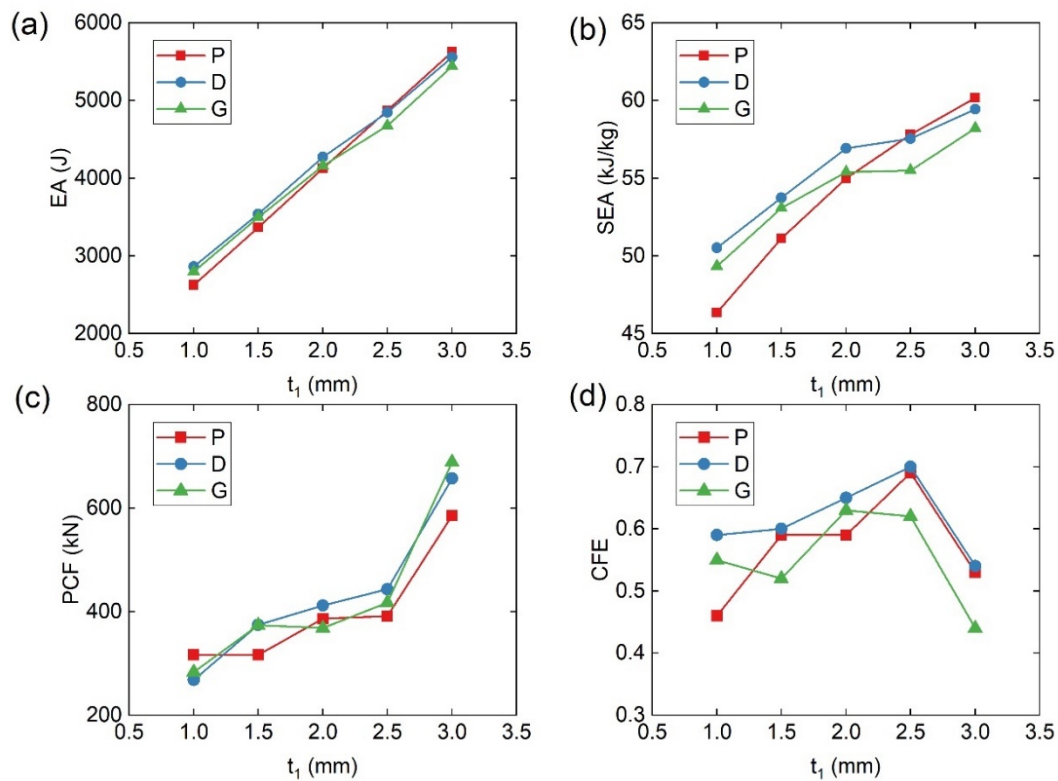 (a)
6000
5000
4000
3000
2000
EA (J)
P
D
G
0.5 1.0 1.5 2.0 2.5 3.0 3.5
t₁ (mm)
(b)
65
60
55
50
45
SEA (kJ/kg)
P
D
G
0.5 1.0 1.5 2.0 2.5 3.0 3.5
t₁ (mm)
(c)
800
600
400
200
PCF (kN)
P
D
G
0.5 1.0 1.5 2.0 2.5 3.0 3.5
t₁ (mm)
(d)
0.8
0.7
0.6
0.5
0.4
0.3
CFE
P
D
G
0.5 1.0 1.5 2.0 2.5 3.0 3.5
t₁ (mm)